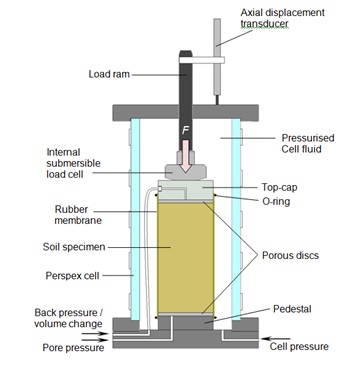 Axial displacement
transducer
Load ram
F
Pressurised
Cell fluid
Internal
submersible
load cell
Top-cap
O-ring
Rubber
membrane
Soil specimen
Porous discs
Perspex cell
Back pressure /
volume change
Pedestal
Pore pressure
Cell pressure